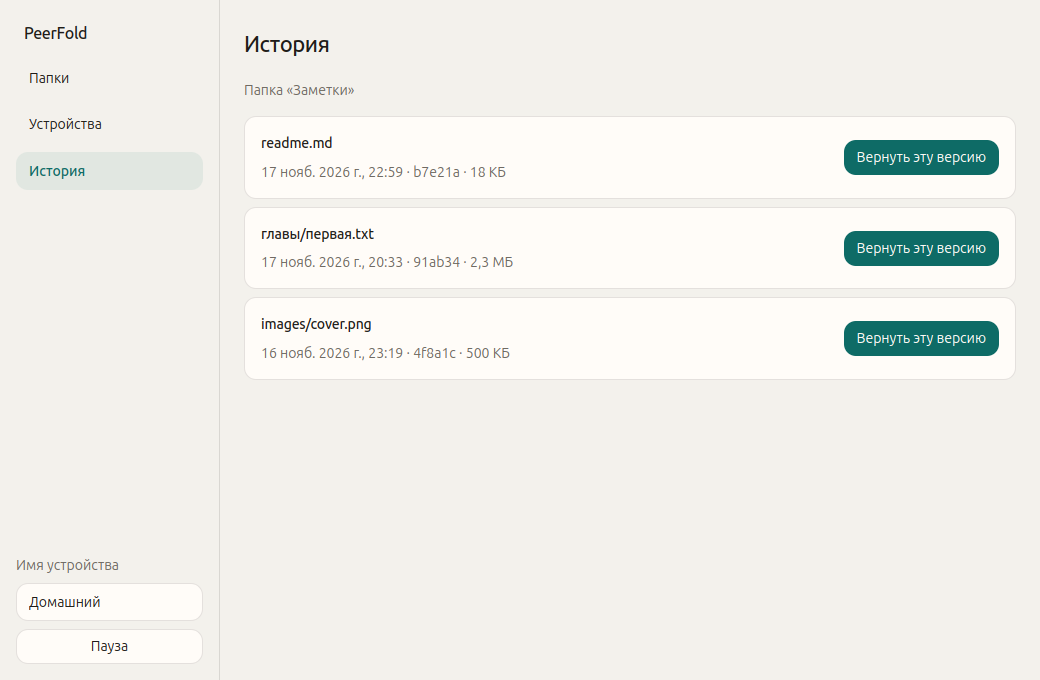 PeerFold
Папки
Устройства
История
Имя устройства
Домашний
Пауза
История
Папка «Заметки»
readme.md
17 нояб. 2026 г., 22:59 · b7e21a · 18 КБ
Вернуть эту версию
главы/первая.txt
17 нояб. 2026 г., 20:33 · 91ab34 · 2,3 МБ
Вернуть эту версию
images/cover.png
16 нояб. 2026 г., 23:19 · 4f8a1c · 500 КБ
Вернуть эту версию